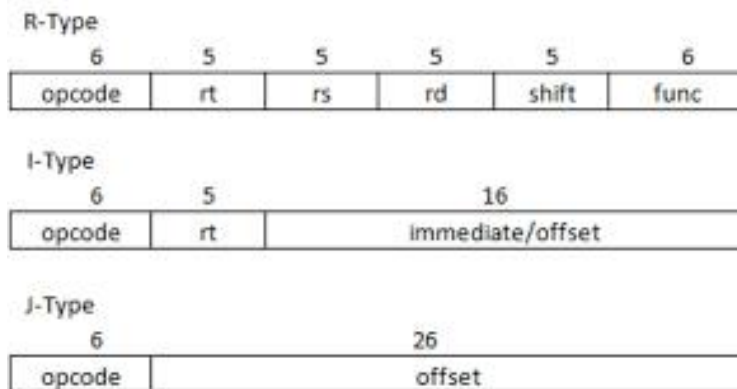 R-Type
6 5 5 5 5 6
opcode rt rs rd shift func
I-Type
6 5 16
opcode rt immediate/offset
J-Type
6 26
opcode offset